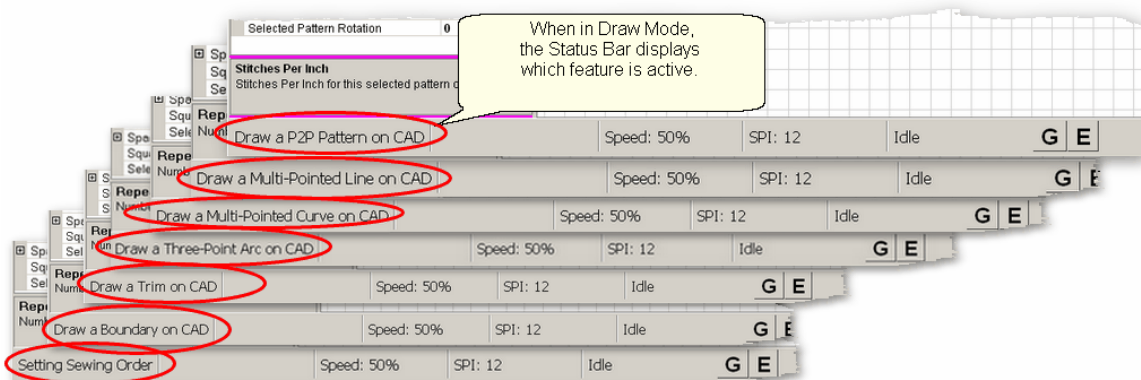 Selected Pattern Rotation 0
When in Draw Mode,
the Status Bar displays
which feature is active.
Stitches Per Inch
Stitches Per Inch for this selected pattern
Draw a P2P Pattern on CAD Speed: 50% SPI: 12 Idle G E
Draw a Multi-Pointed Line on CAD Speed: 50% SPI: 12 Idle G E
Draw a Multi-Pointed Curve on CAD Speed: 50% SPI: 12 Idle G E
Draw a Three-Point Arc on CAD Speed: 50% SPI: 12 Idle G E
Draw a Trim on CAD Speed: 50% SPI: 12 Idle G E
Draw a Boundary on CAD Speed: 50% SPI: 12 Idle G E
Setting Sewing Order Speed: 50% SPI: 12 Idle G E